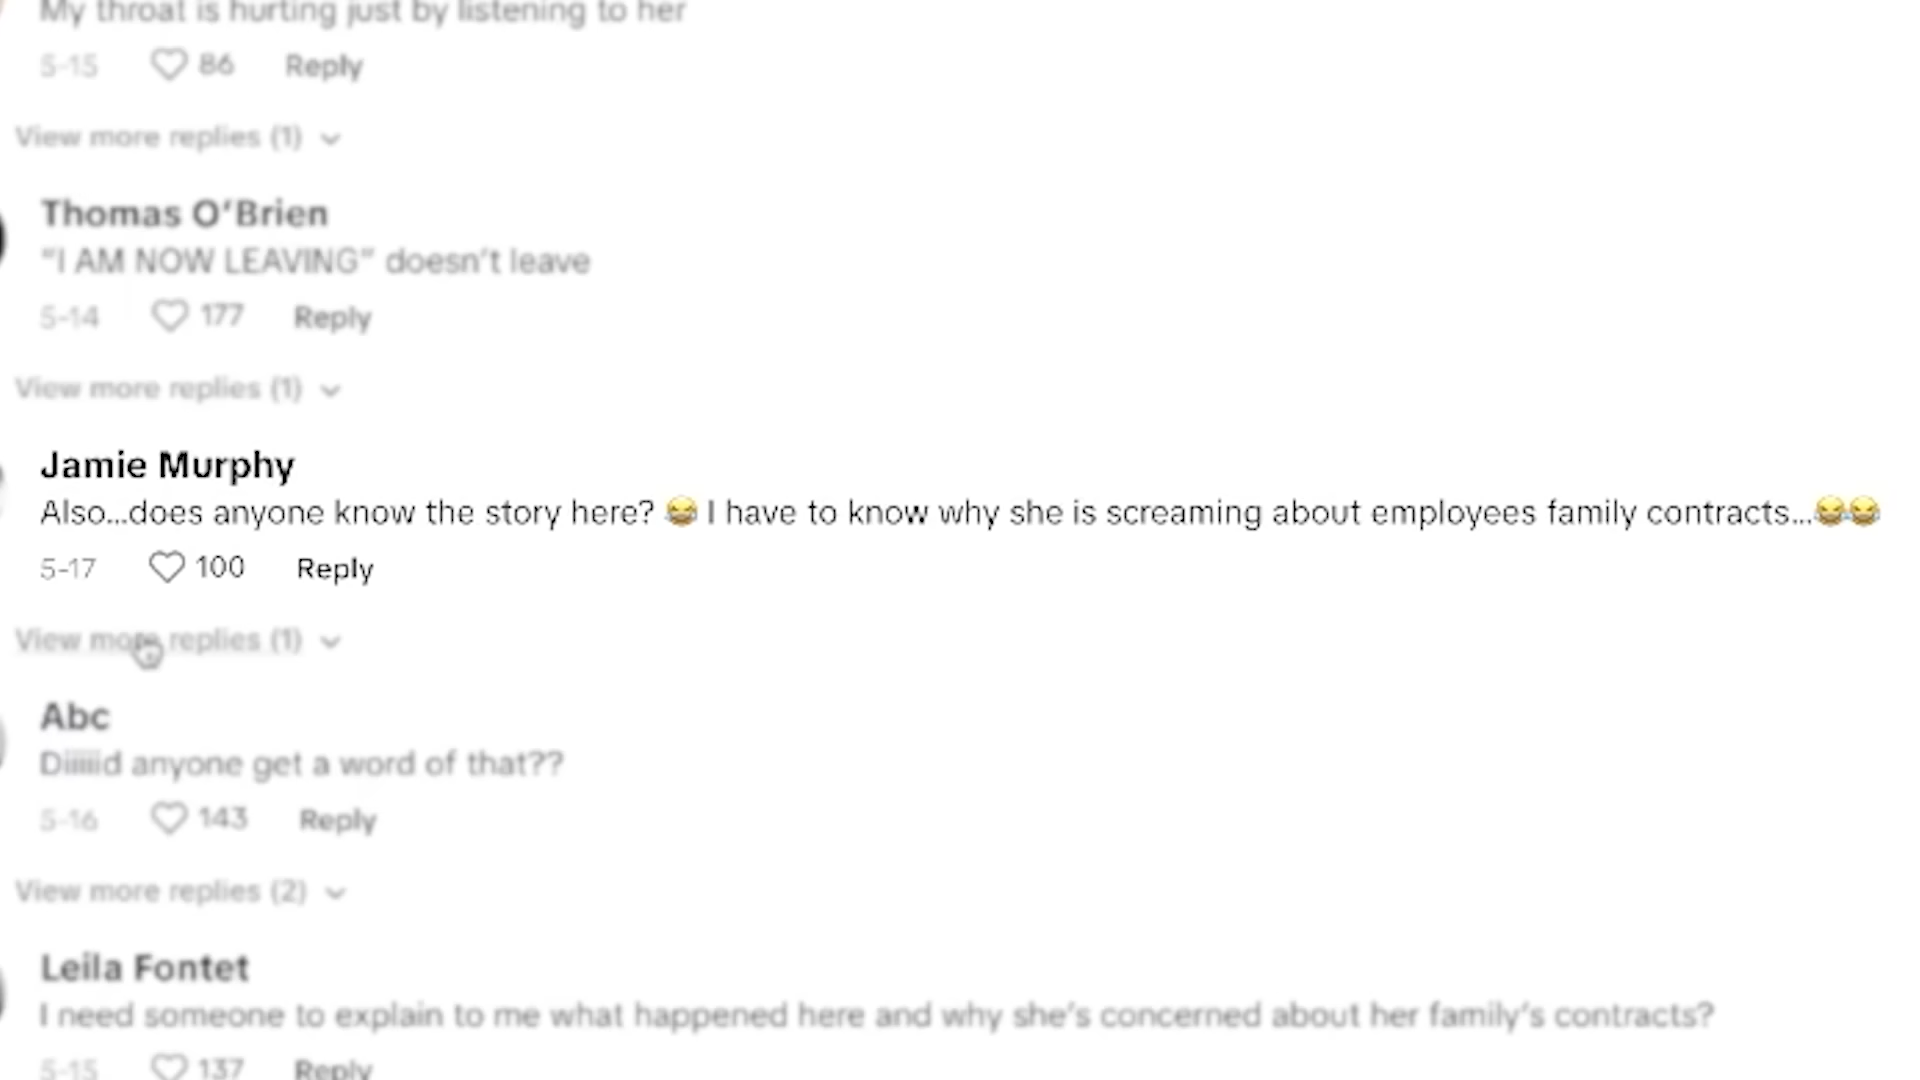 My throat is hurting just by listening to her
5-15 86 Reply
View more replies (1)
Thomas O'Brien
"I AM NOW LEAVING" doesn't leave
5-14 177 Reply
View more replies (1)
Jamie Murphy
Also...does anyone know the story here? 😂 I have to know why she is screaming about employees family contracts...😂😂
5-17 100 Reply
View more replies (1)
Abc
Diiiiid anyone get a word of that??
5-16 143 Reply
View more replies (2)
Leila Fontet
I need someone to explain to me what happened here and why she's concerned about her family's contracts?
5-15 137 Reply